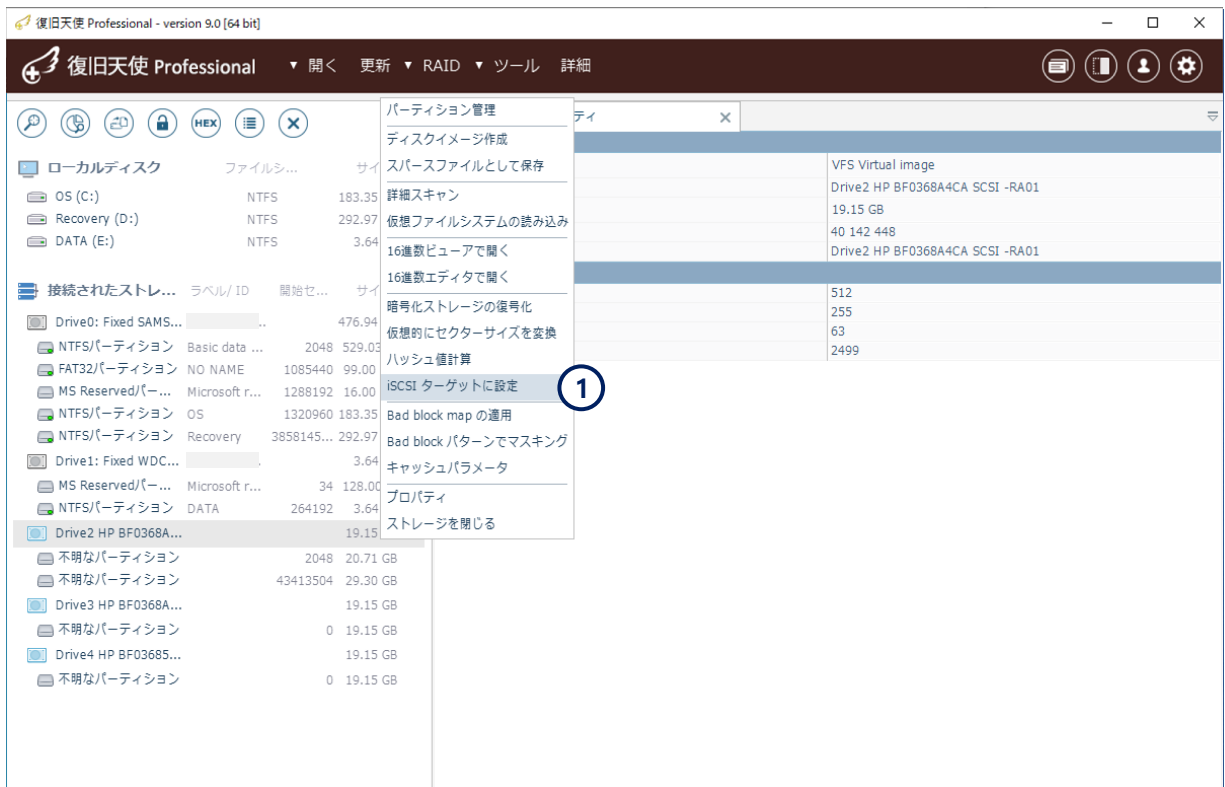 復旧天使 Professional - version 9.0 [64 bit]
復旧天使 Professional ▼ 開く 更新 ▼ RAID ▼ ツール 詳細
HEX
ローカルディスク ファイルシ... サイ
OS (C:) NTFS 183.35
Recovery (D:) NTFS 292.97
DATA (E:) NTFS 3.64
接続されたストレ... ラベル/ ID 開始セ... サイ
Drive0: Fixed SAMS... .. 476.94
NTFSパーティション Basic data ... 2048 529.03
FAT32パーティション NO NAME 1085440 99.00
MS Reservedパー... Microsoft r... 1288192 16.00
NTFSパーティション OS 1320960 183.35
NTFSパーティション Recovery 3858145... 292.97
Drive1: Fixed WDC... . 3.64
MS Reservedパー... Microsoft r... 34 128.00
NTFSパーティション DATA 264192 3.64
Drive2 HP BF0368A... 19.15
不明なパーティション 2048 20.71 GB
不明なパーティション 43413504 29.30 GB
Drive3 HP BF0368A... 19.15 GB
不明なパーティション 0 19.15 GB
Drive4 HP BF03685... 19.15 GB
不明なパーティション 0 19.15 GB
パーティション管理
ディスクイメージ作成
スパースファイルとして保存
詳細スキャン
仮想ファイルシステムの読み込み
16進数ビューアで開く
16進数エディタで開く
暗号化ストレージの復号化
仮想的にセクターサイズを変換
ハッシュ値計算
iSCSI ターゲットに設定
1
Bad block map の適用
Bad block パターンでマスキング
キャッシュパラメータ
プロパティ
ストレージを閉じる
ティ
VFS Virtual image
Drive2 HP BF0368A4CA SCSI -RA01
19.15 GB
40 142 448
Drive2 HP BF0368A4CA SCSI -RA01
512
255
63
2499